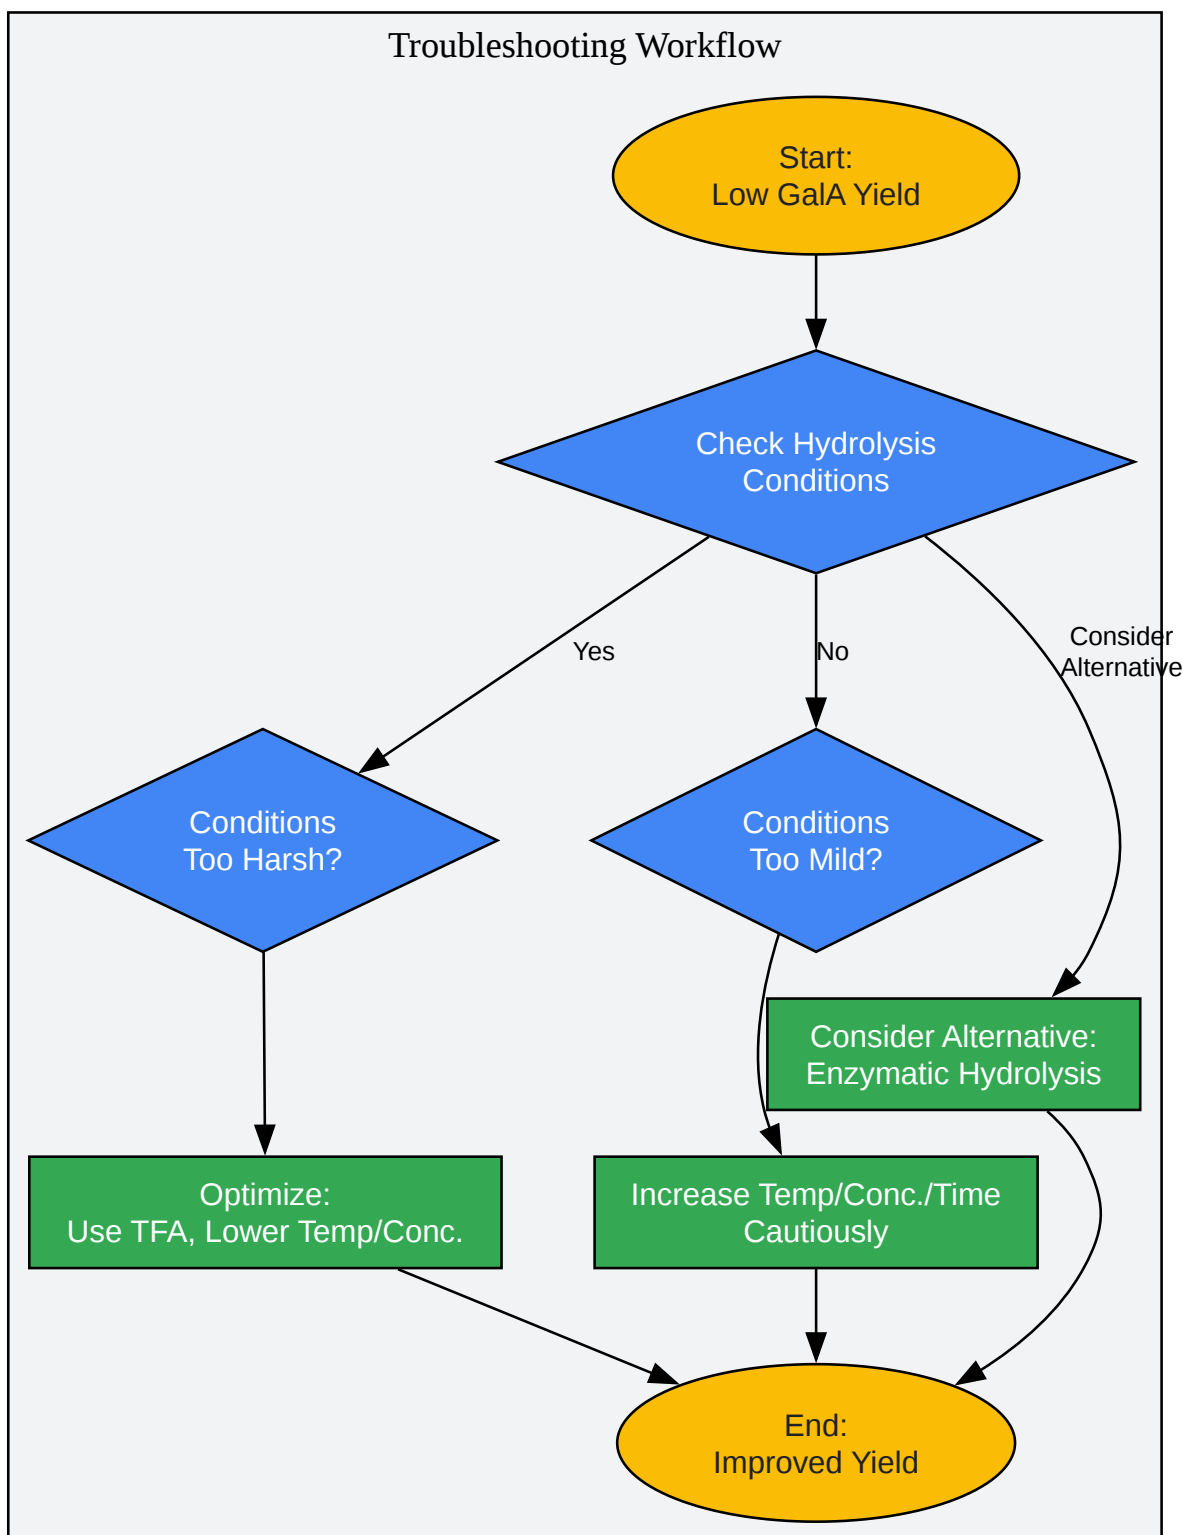 Troubleshooting Workflow
Start:
Low GalA Yield
Check Hydrolysis
Conditions
Yes
No
Consider
Alternative
Conditions
Too Harsh?
Conditions
Too Mild?
Consider Alternative:
Enzymatic Hydrolysis
Optimize:
Use TFA, Lower Temp/Conc.
Increase Temp/Conc./Time
Cautiously
End:
Improved Yield